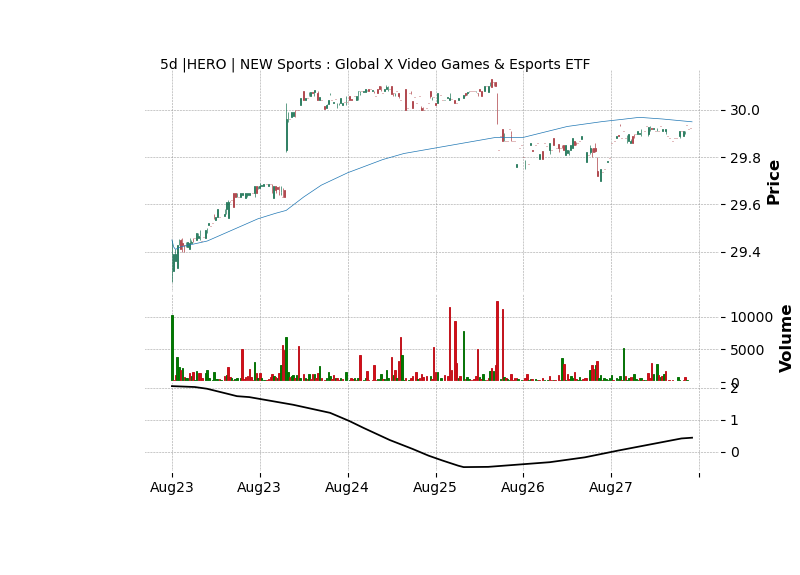 5d |HERO | NEW Sports : Global X Video Games & Esports ETF
30.0
29.8
29.6
29.4
Price
10000
5000
0
Volume
2
1
0
Aug23 Aug23 Aug24 Aug25 Aug26 Aug27